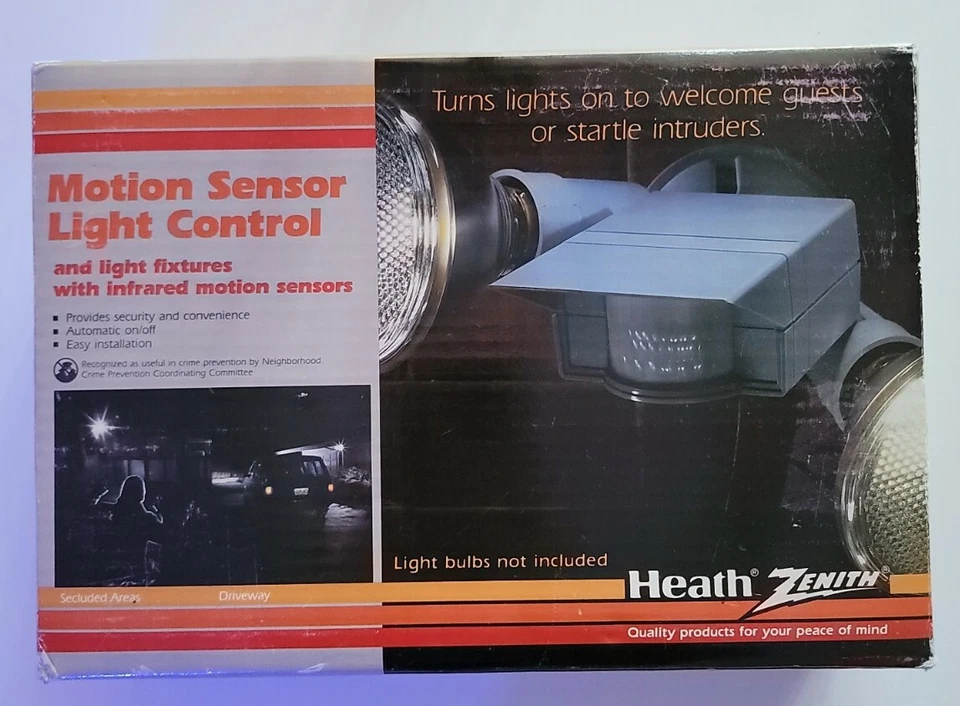 Turns lights on to welcome guests
or startle intruders.
Motion Sensor
Light Control
and light fixtures
with infrared motion sensors
▪ Provides security and convenience
▪ Automatic on/off
▪ Easy installation
Recognized as useful in crime prevention by Neighborhood
Crime Prevention Coordinating Committee
Light bulbs not included
Secluded Areas
Driveway
Heath® ZENITH®
Quality products for your peace of mind